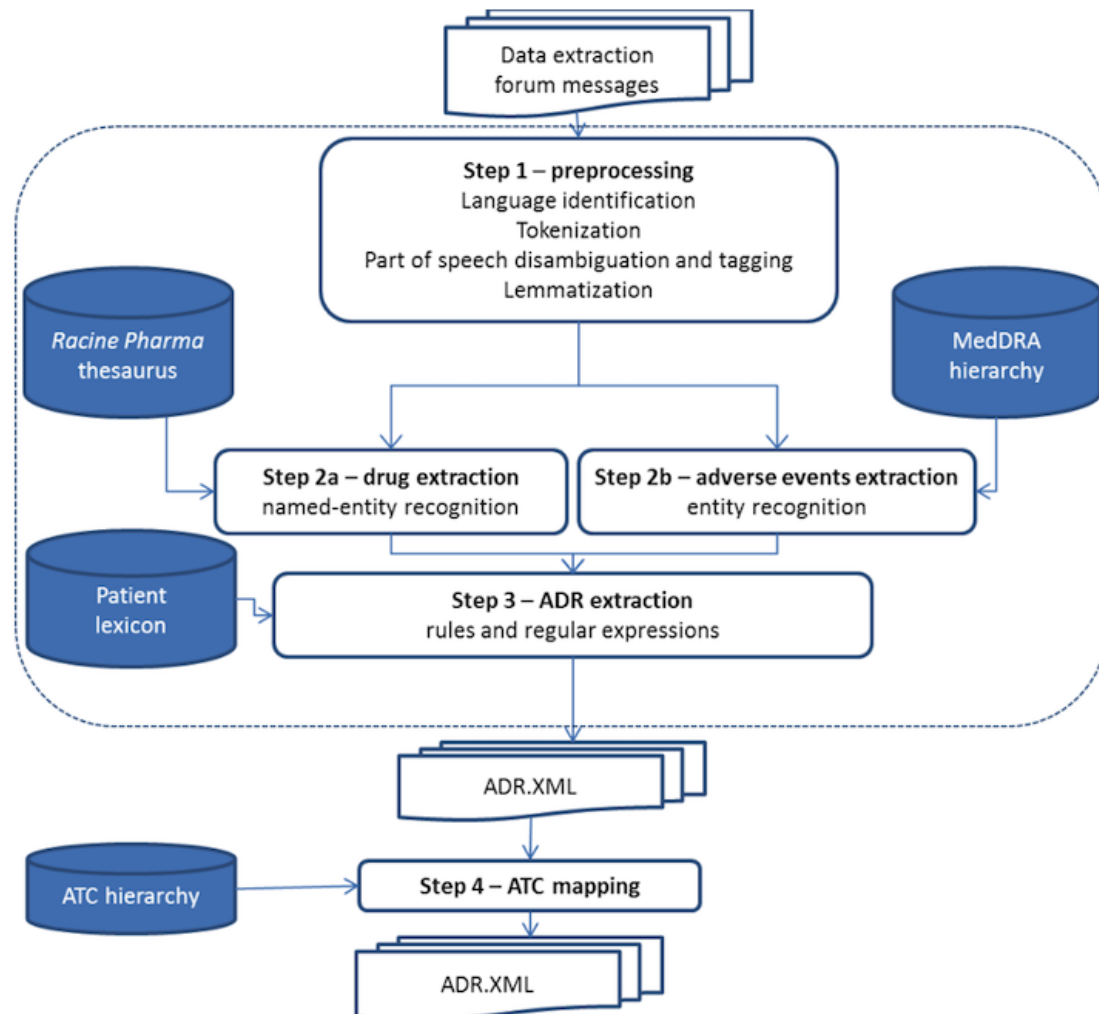 Data extraction
forum messages
Step 1 – preprocessing
Language identification
Tokenization
Part of speech disambiguation and tagging
Lemmatization
Racine Pharma
thesaurus
MedDRA
hierarchy
Step 2a – drug extraction
named-entity recognition
Step 2b – adverse events extraction
entity recognition
Patient
lexicon
Step 3 – ADR extraction
rules and regular expressions
ADR.XML
ATC hierarchy
Step 4 – ATC mapping
ADR.XML